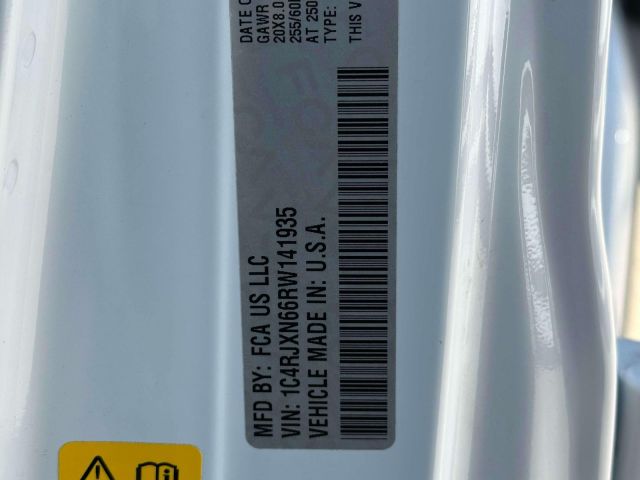 DATE O
GAWR
20X8.0
255/60
AT 250
TYPE:
THIS V
MFD BY: FCA US LLC
VIN: 1C4RJXN66RW141935
VEHICLE MADE IN: U.S.A.